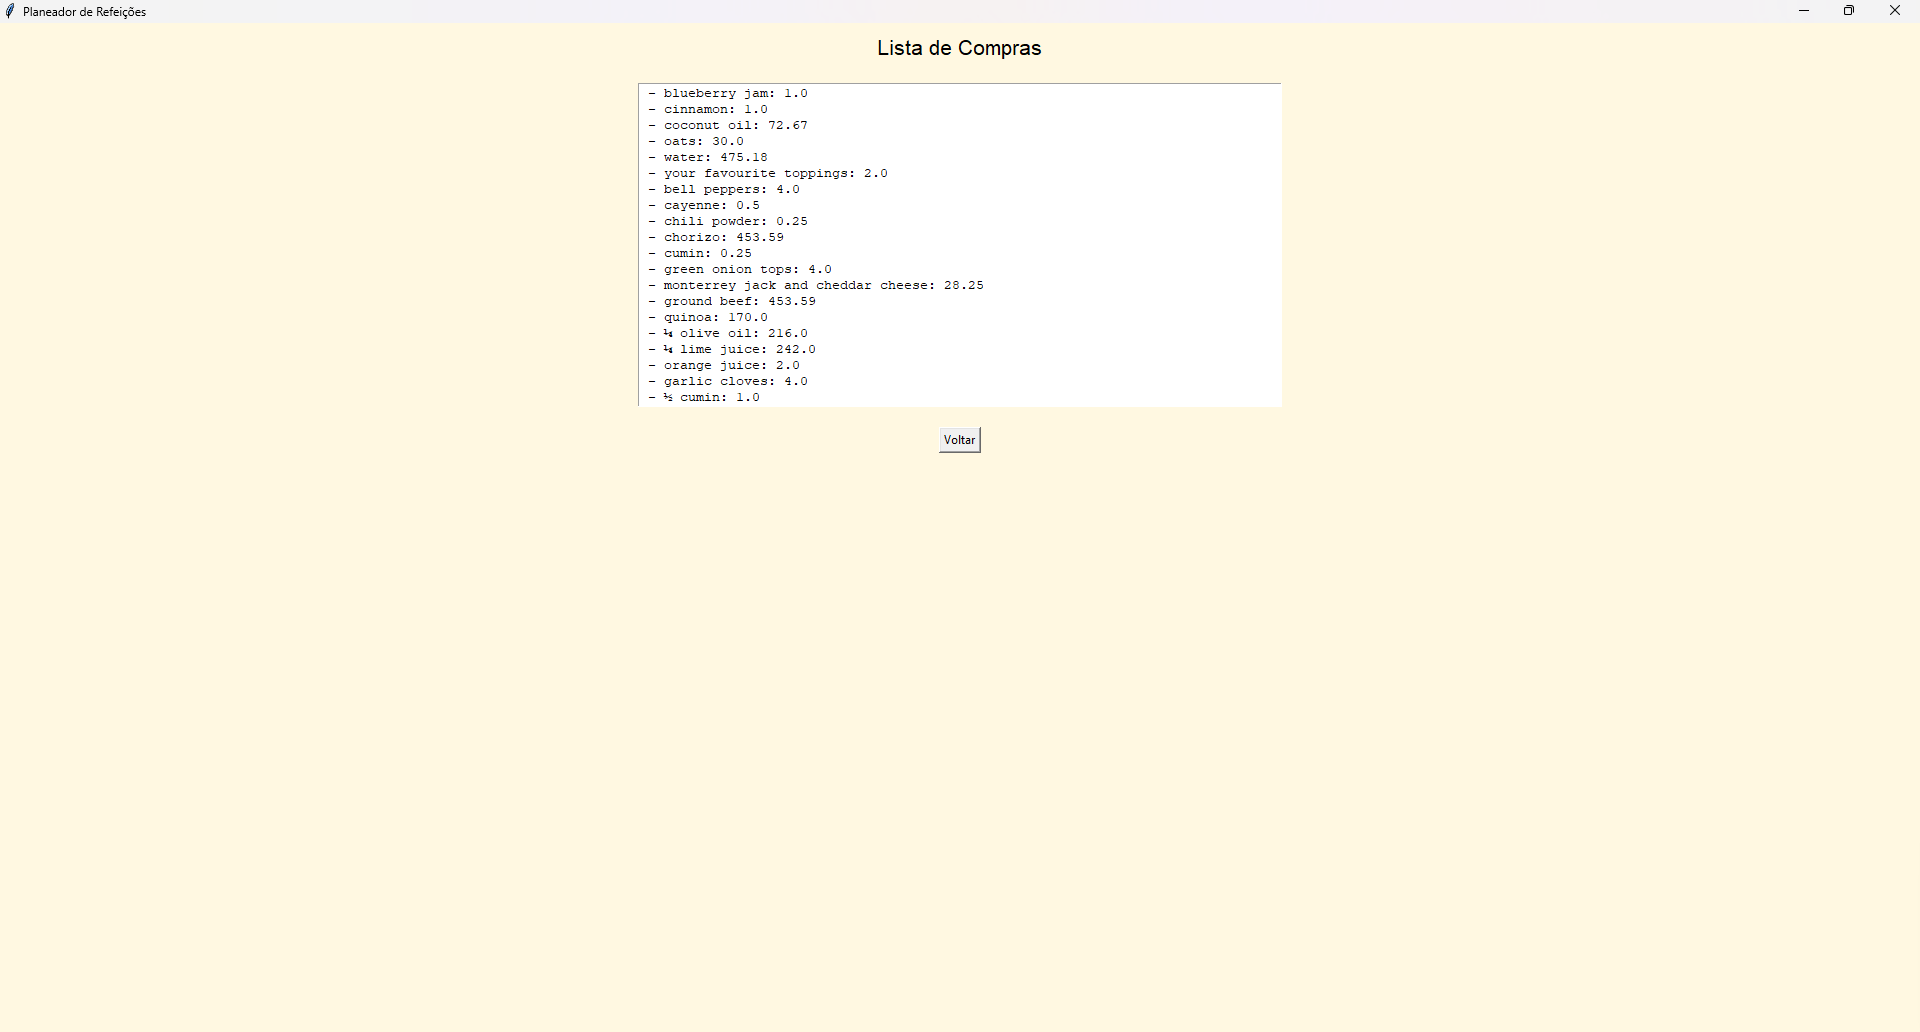 Planeador de Refeições
Lista de Compras
- blueberry jam: 1.0
- cinnamon: 1.0
- coconut oil: 72.67
- oats: 30.0
- water: 475.18
- your favourite toppings: 2.0
- bell peppers: 4.0
- cayenne: 0.5
- chili powder: 0.25
- chorizo: 453.59
- cumin: 0.25
- green onion tops: 4.0
- monterrey jack and cheddar cheese: 28.25
- ground beef: 453.59
- quinoa: 170.0
- ¼ olive oil: 216.0
- ¼ lime juice: 242.0
- orange juice: 2.0
- garlic cloves: 4.0
- ½ cumin: 1.0
Voltar